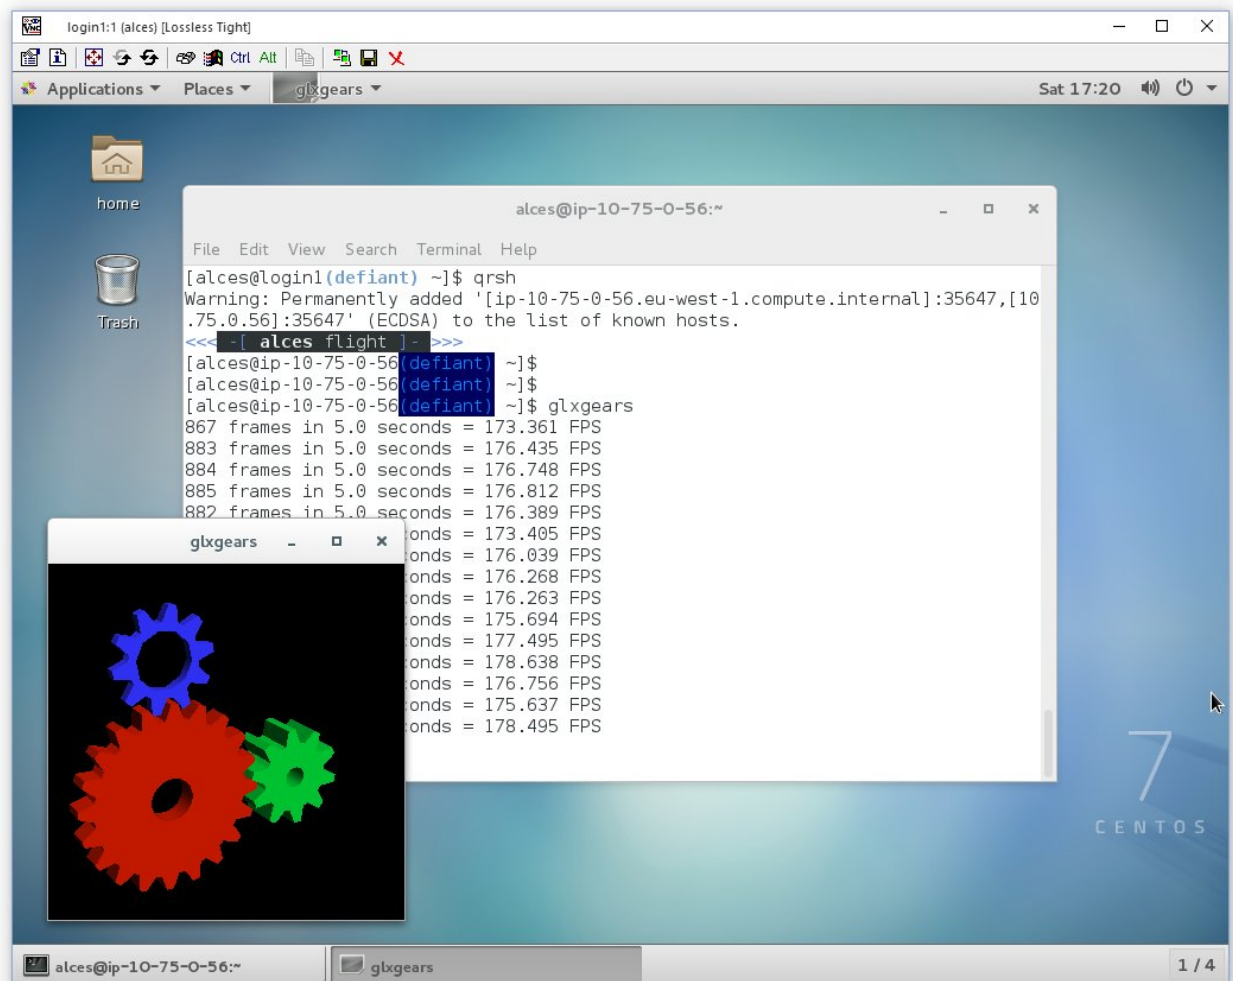 login1:1 (alces) [Lossless Tight]
Ctrl Alt
Applications Places glxgears Sat 17:20
home
Trash
alces@ip-10-75-0-56:~
File Edit View Search Terminal Help
[alces@login1(defiant) ~]$ qrsh
Warning: Permanently added '[ip-10-75-0-56.eu-west-1.compute.internal]:35647,[10
.75.0.56]:35647' (ECDSA) to the list of known hosts.
<<< -[ alces flight ]- >>>
[alces@ip-10-75-0-56(defiant) ~]$
[alces@ip-10-75-0-56(defiant) ~]$
[alces@ip-10-75-0-56(defiant) ~]$ glxgears
867 frames in 5.0 seconds = 173.361 FPS
883 frames in 5.0 seconds = 176.435 FPS
884 frames in 5.0 seconds = 176.748 FPS
885 frames in 5.0 seconds = 176.812 FPS
882 frames in 5.0 seconds = 176.389 FPS
onds = 173.405 FPS
onds = 176.039 FPS
onds = 176.268 FPS
onds = 176.263 FPS
onds = 175.694 FPS
onds = 177.495 FPS
onds = 178.638 FPS
onds = 176.756 FPS
onds = 175.637 FPS
onds = 178.495 FPS
glxgears
7
CENTOS
alces@ip-10-75-0-56:~
glxgears
1 / 4